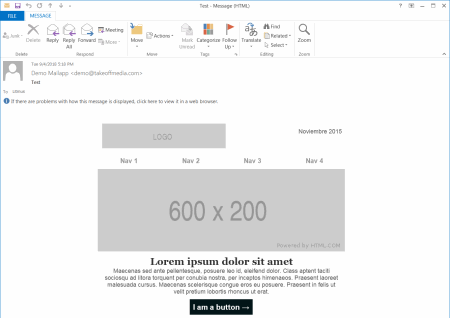 Test - Message (HTML)
FILE MESSAGE
Delete Reply Reply All Forward Meeting More Move Actions Mark Unread Categorize Follow Up Translate Find Related Select Zoom
Delete Respond Move Tags Editing Zoom
Tue 9/4/2018 5:16 PM
Demo Mailapp <demo@takeofmedia.com>
Test
To
If there are problems with how this message is displayed, click here to view it in a web browser.
LOGO
Noviembre 2015
Nav 1 Nav 2 Nav 3 Nav 4
600 x 200
Powered by HTML.COM
Lorem ipsum dolor sit amet
Maecenas sed ante pellentesque, posuere leo id, eleifend dolor. Class aptent taciti
sociosqu ad litora torquent per conubia nostra, per inceptos himenaeos. Praesent laoreet
malesuada cursus. Maecenas scelerisque congue eros eu posuere. Praesent in felis ut
velit pretium lobortis rhoncus ut erat.
I am a button →